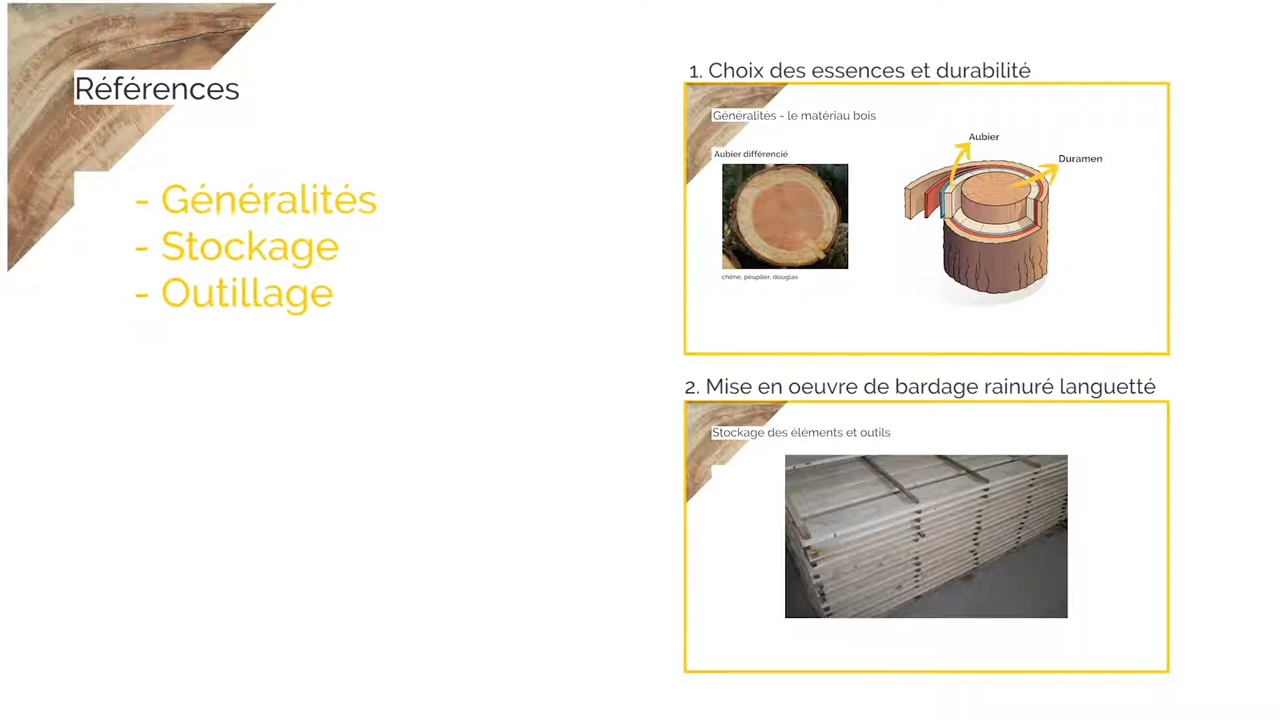 Références
- Généralités
- Stockage
- Outillage
1. Choix des essences et durabilité
Généralités - le matériau bois
Aubier différencié
chêne, peuplier, douglas
Aubier
Duramen
2. Mise en oeuvre de bardage rainuré languetté
Stockage des éléments et outils